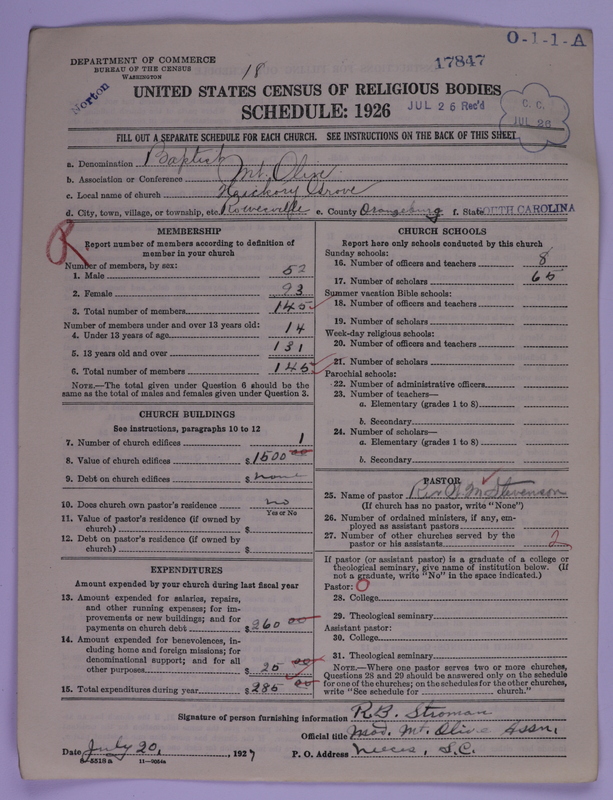 O-1-1-A
DEPARTMENT OF COMMERCE
BUREAU OF THE CENSUS
WASHINGTON
17847
18
Norton
UNITED STATES CENSUS OF RELIGIOUS BODIES
SCHEDULE: 1926
JUL 26 Rec'd
C. C.
JUL 26
FILL OUT A SEPARATE SCHEDULE FOR EACH CHURCH. SEE INSTRUCTIONS ON THE BACK OF THIS SHEET
a. Denomination Baptist
b. Association or Conference Mt. Olive
c. Local name of church Hickory Grove
d. City, town, village, or township, etc. Rowesville e. County Orangeburg f. State SOUTH CAROLINA
MEMBERSHIP
Report number of members according to definition of
member in your church
Number of members, by sex:
1. Male 52
2. Female 93
3. Total number of members 145
Number of members under and over 13 years old:
4. Under 13 years of age 14
5. 13 years old and over 131
6. Total number of members 145
NOTE.—The total given under Question 6 should be the
same as the total of males and females given under Question 3.
CHURCH BUILDINGS
See instructions, paragraphs 10 to 12
7. Number of church edifices 1
8. Value of church edifices $1500 00
9. Debt on church edifices $none
10. Does church own pastor's residence? no
Yes or No
11. Value of pastor's residence (if owned by
church) $
12. Debt on pastor's residence (if owned by
church) $
EXPENDITURES
Amount expended by your church during last fiscal year
13. Amount expended for salaries, repairs,
and other running expenses; for im-
provements or new buildings; and for
payments on church debt $260 00
14. Amount expended for benevolences, in-
cluding home and foreign missions; for
denominational support; and for all
other purposes $25 00
15. Total expenditures during year $285 00
CHURCH SCHOOLS
Report here only schools conducted by this church
Sunday schools:
16. Number of officers and teachers 8
17. Number of scholars 65
Summer vacation Bible schools:
18. Number of officers and teachers
19. Number of scholars
Week-day religious schools:
20. Number of officers and teachers
21. Number of scholars
Parochial schools:
22. Number of administrative officers
23. Number of teachers—
a. Elementary (grades 1 to 8)
b. Secondary
24. Number of scholars—
a. Elementary (grades 1 to 8)
b. Secondary
PASTOR
25. Name of pastor Rev. Stevenson
(If church has no pastor, write "None")
26. Number of ordained ministers, if any, em-
ployed as assistant pastors
27. Number of other churches served by the
pastor or his assistants 2
If pastor (or assistant pastor) is a graduate of a college or
theological seminary, give name of institution below. (If
not a graduate, write "No" in the space indicated.)
Pastor: O
28. College
29. Theological seminary
Assistant pastor:
30. College
31. Theological seminary
NOTE.—Where one pastor serves two or more churches,
Questions 28 and 29 should be answered only on the schedule
for one of the churches; on the schedules for the other churches,
write "See schedule for church."
Signature of person furnishing information R.B. Stroman
Official title Mod. Mt. Olive Assn.
Date July 20, , 1927 P. O. Address Neeces, S.C.
8-5518a 11-9054a